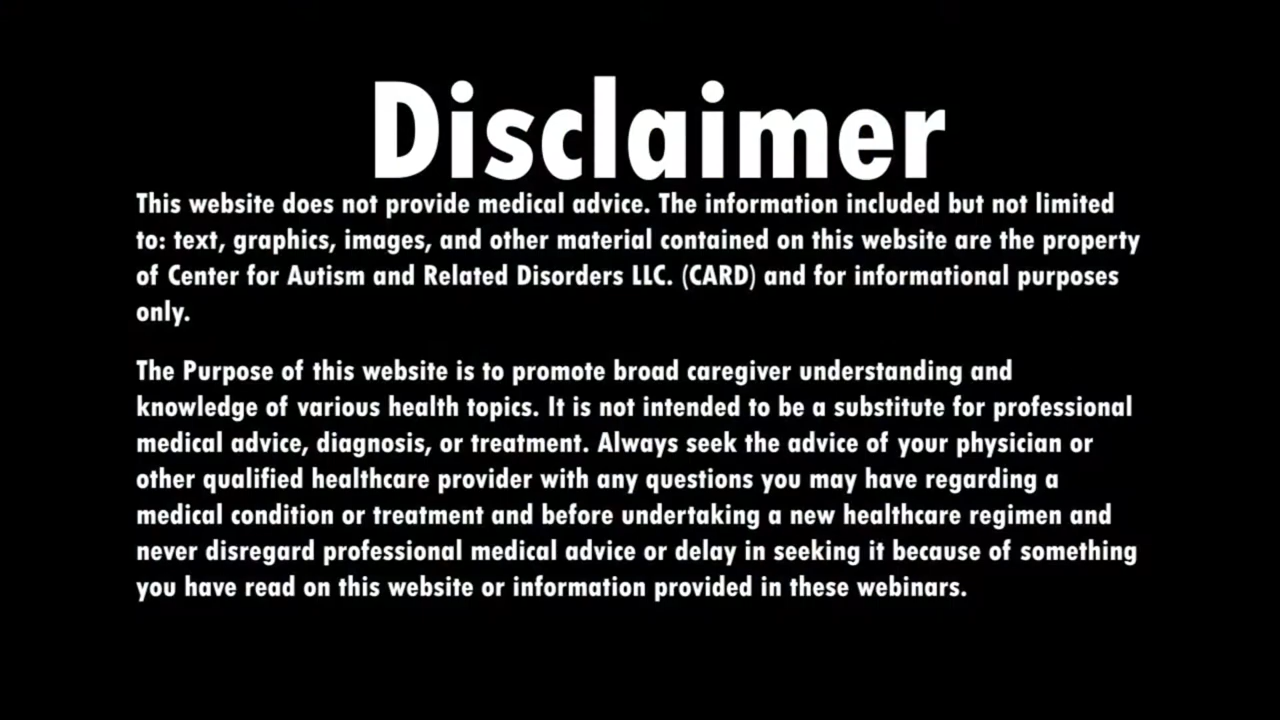 Disclaimer
This website does not provide medical advice. The information included but not limited
to: text, graphics, images, and other material contained on this website are the property
of Center for Autism and Related Disorders LLC. (CARD) and for informational purposes
only.
The Purpose of this website is to promote broad caregiver understanding and
knowledge of various health topics. It is not intended to be a substitute for professional
medical advice, diagnosis, or treatment. Always seek the advice of your physician or
other qualified healthcare provider with any questions you may have regarding a
medical condition or treatment and before undertaking a new healthcare regimen and
never disregard professional medical advice or delay in seeking it because of something
you have read on this website or information provided in these webinars.